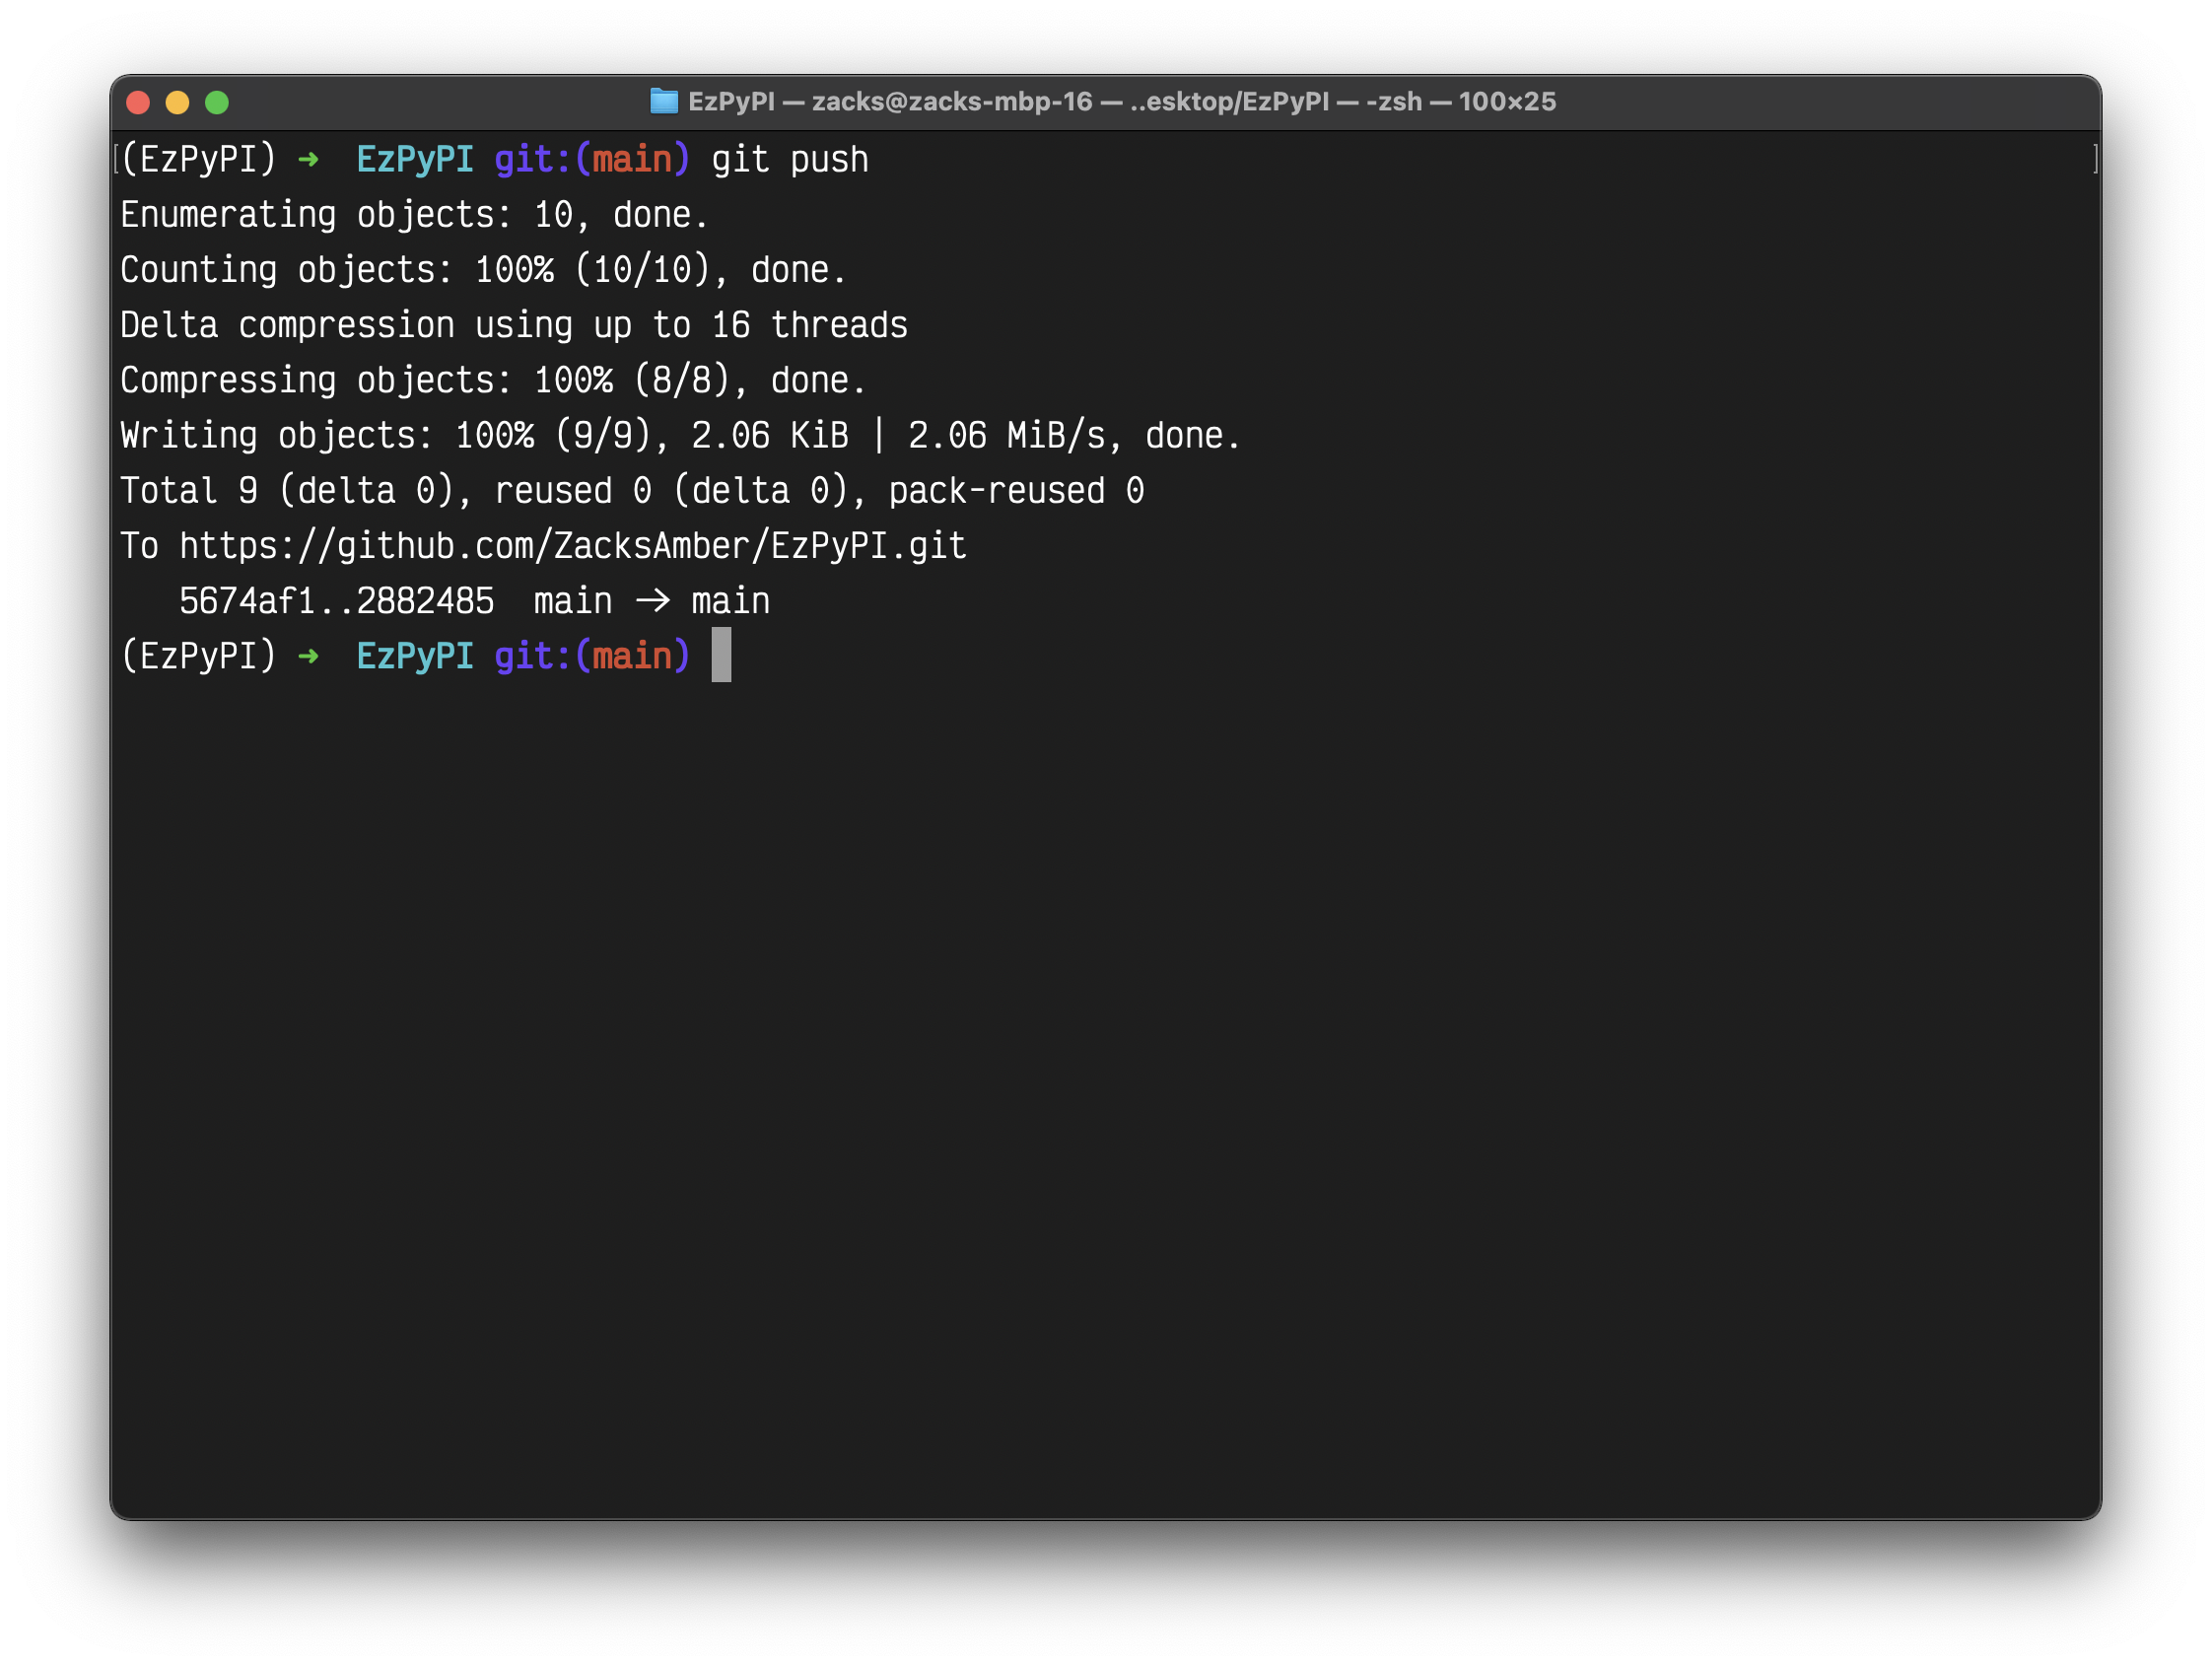 EzPyPI — zacks@zacks-mbp-16 — ..esktop/EzPyPI — -zsh — 100×25
[(EzPyPI) ➜  EzPyPI git:(main) git push ]
Enumerating objects: 10, done.
Counting objects: 100% (10/10), done.
Delta compression using up to 16 threads
Compressing objects: 100% (8/8), done.
Writing objects: 100% (9/9), 2.06 KiB | 2.06 MiB/s, done.
Total 9 (delta 0), reused 0 (delta 0), pack-reused 0
To https://github.com/ZacksAmber/EzPyPI.git
   5674af1..2882485  main -> main
(EzPyPI) ➜  EzPyPI git:(main)